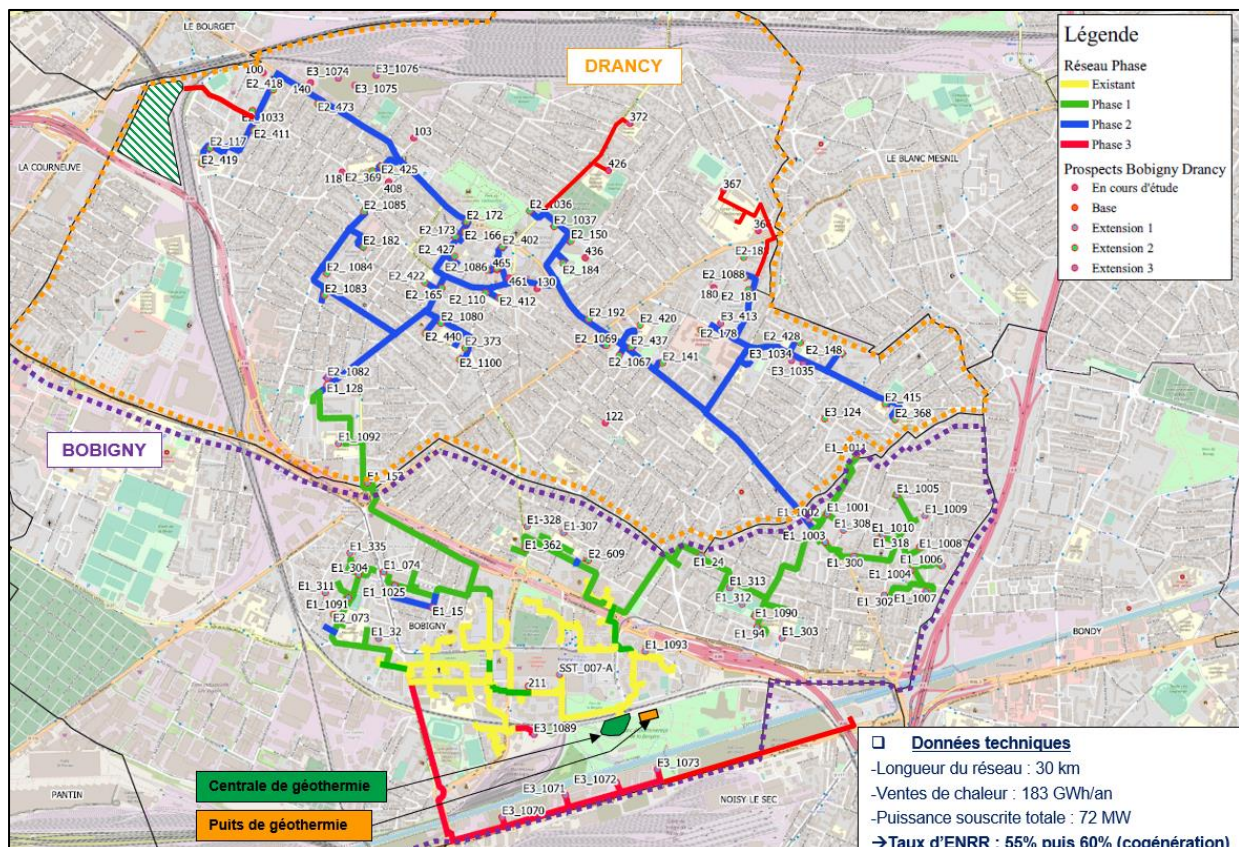 LE BOURGET
DRANCY
LA COURNEUVE
LE BLANC MESNIL
BOBIGNY
BOBIGNY
BONDY
PANTIN
NOISY LE SEC
Légende
Réseau Phase
Existant
Phase 1
Phase 2
Phase 3
Prospects Bobigny Drancy
En cours d'étude
Base
Extension 1
Extension 2
Extension 3
100
E2_418
140
E3_1074
E3_1076
E3_1075
E2_473
E2_1033
E2_411
E2_117
E2_419
103
372
426
118
E2_369
E2_425
408
E2_1085
E2_182
E2_1084
E2_1083
E2_172
E2_173
E2_166
E2_402
E2_427
E2_1086
465
E2_422
E2_165
E2_110
461
E2_412
130
E2_1036
E2_1037
E2_150
436
E2_184
367
E2_1088
180
E2_181
E3_413
E2_178
E2_1080
E2_440
E2_373
E2_1100
E2_192
E2_420
E2_1069
E2_437
E2_1067
E2_141
E2_428
E2_148
E3_1034
E3_1035
E2_1082
E1_128
E2_415
E2_368
E3_124
122
E1_1092
E1_1011
E1_157
E1_1002
E1_1001
E1_1005
E1_1009
E1_308
E1_1010
E1_1003
E1_318
E1_1008
E1_300
E1_1006
E1_1004
E1_302
E1_1007
E1-328
E1-307
E1_362
E2_609
E1_24
E1_313
E1_312
E1_1090
E1_94
E1_303
E1_335
E1_304
E1_074
E1_311
E1_1025
E1_1091
E1_15
E2_073
E1_32
E1_1093
SST_007-A
211
E3_1089
E3_1073
E3_1072
E3_1071
E3_1070
Centrale de géothermie
Puits de géothermie
Données techniques
-Longueur du réseau : 30 km
-Ventes de chaleur : 183 GWh/an
-Puissance souscrite totale : 72 MW
→Taux d'ENRR : 55% puis 60% (cogénération)